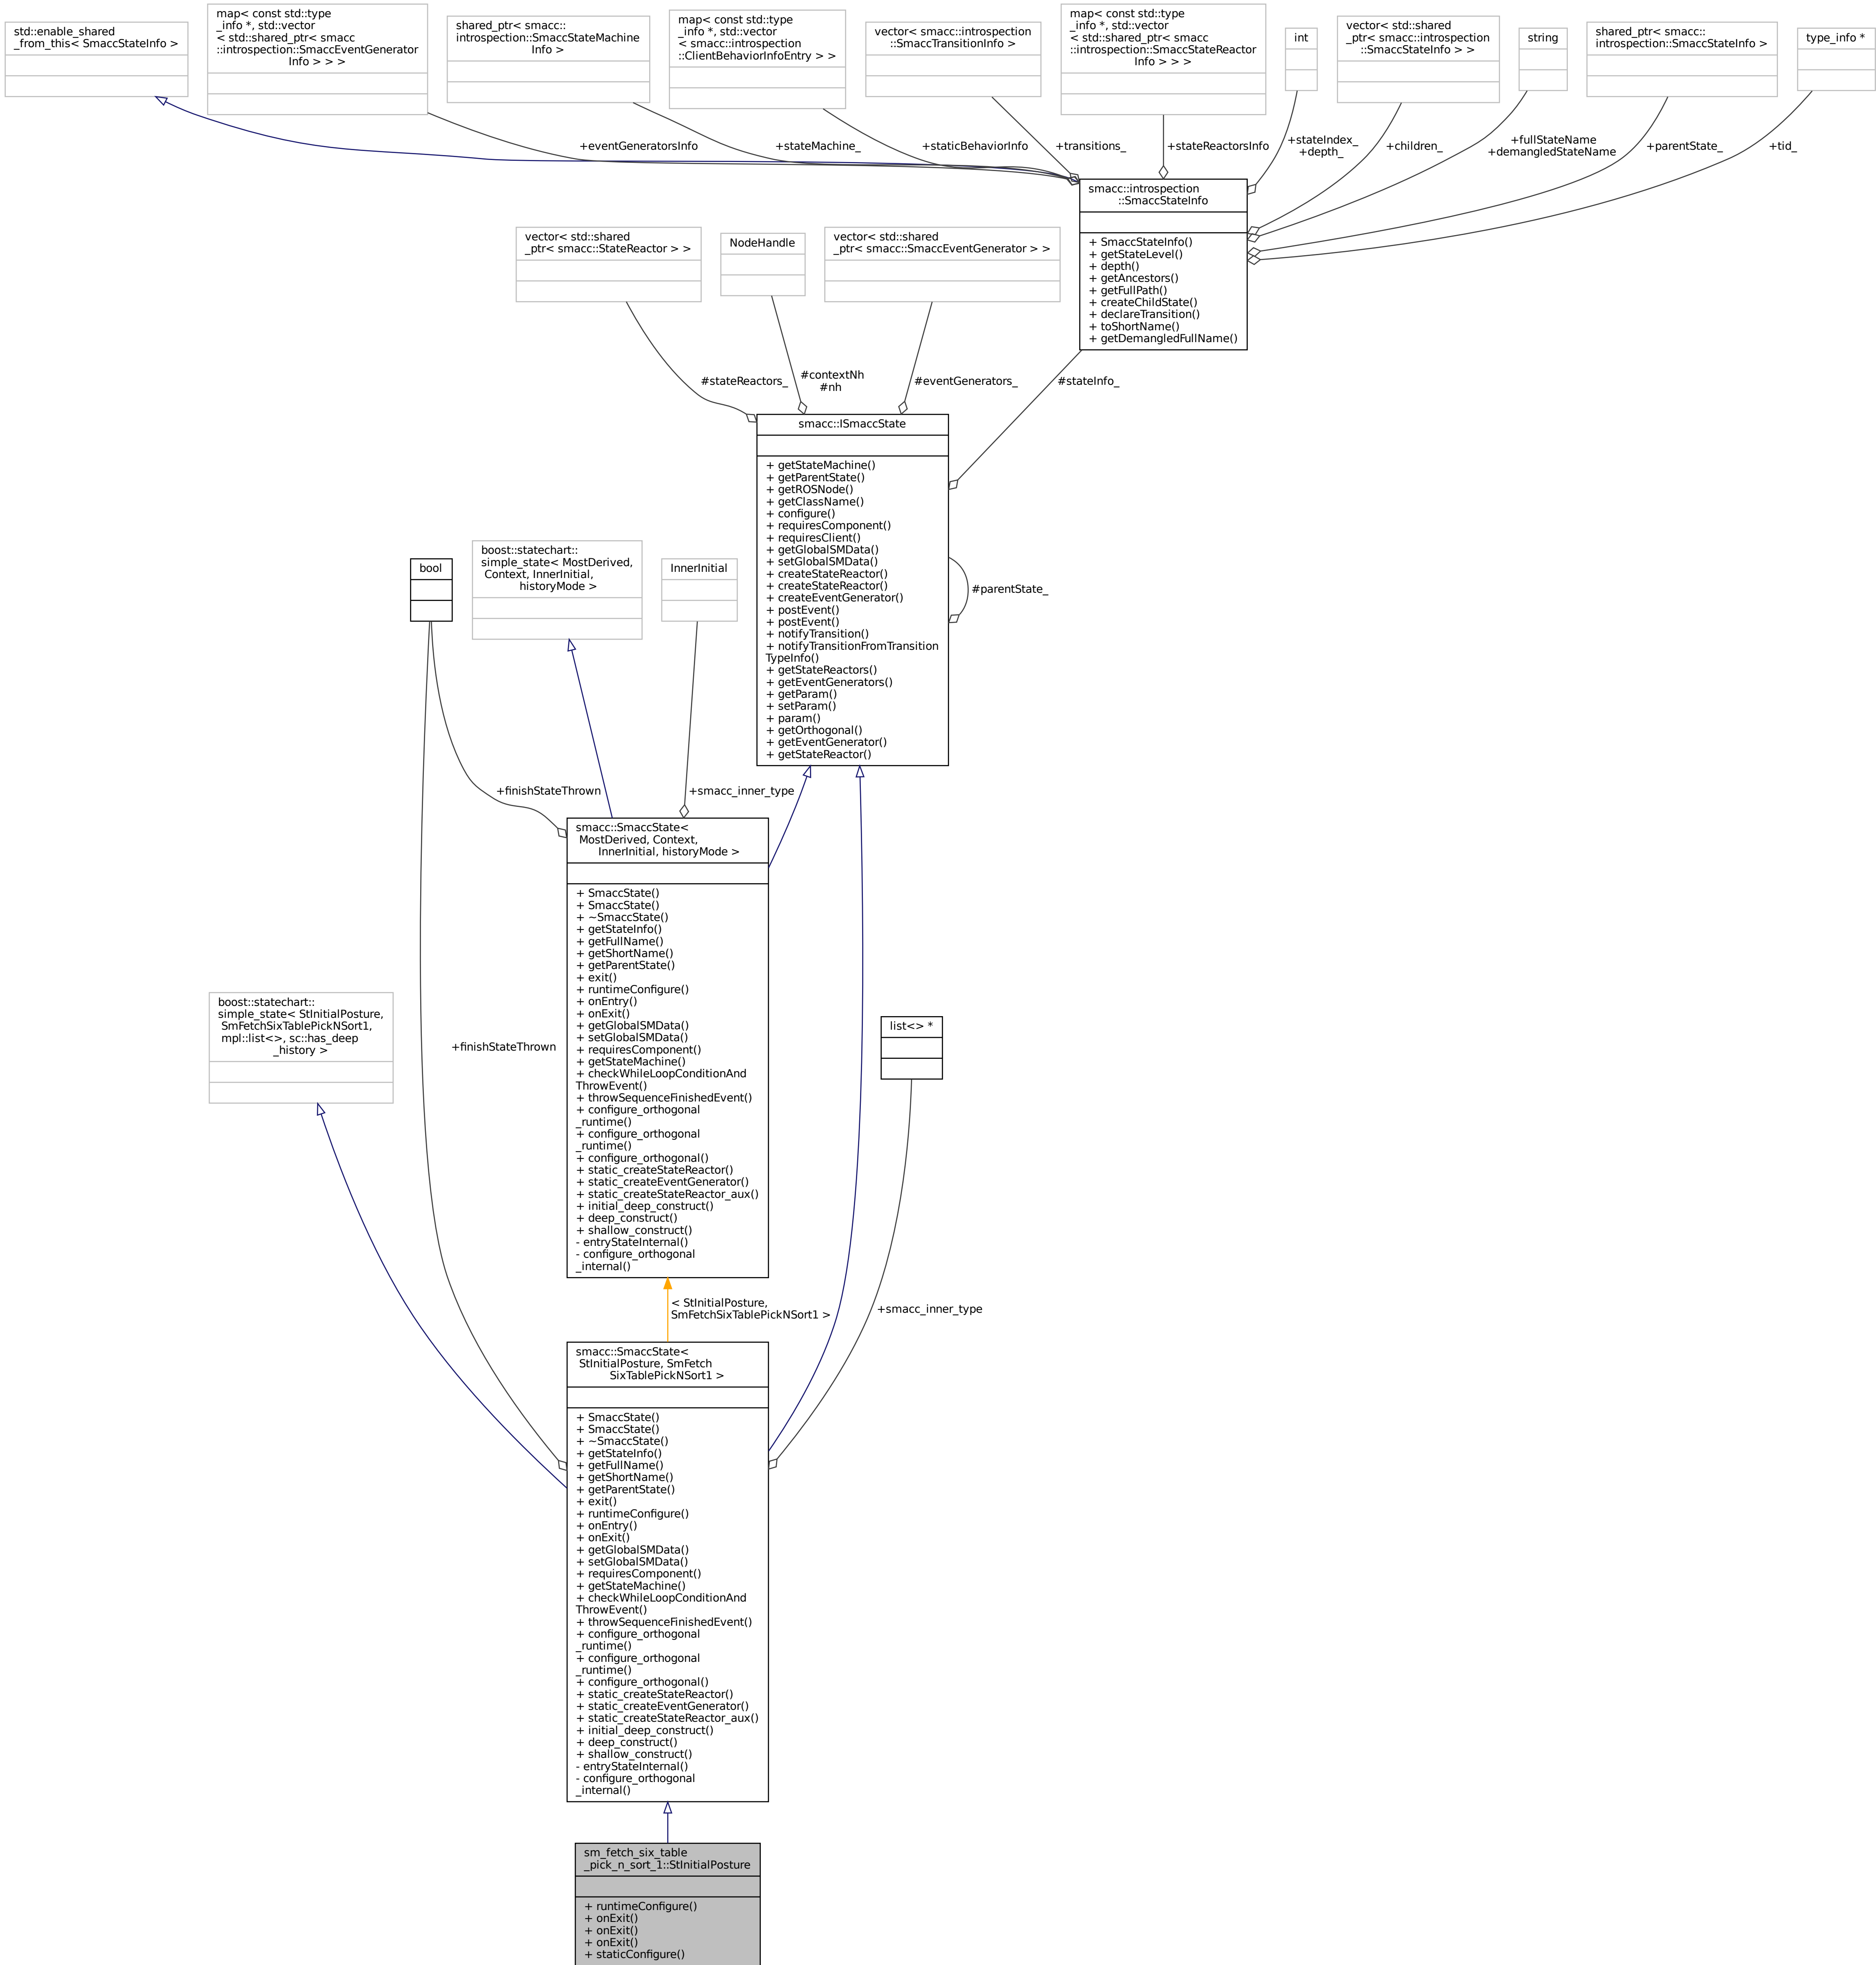 std::enable_shared
_from_this< SmaccStateInfo >
map< const std::type
_info *, std::vector
< std::shared_ptr< smacc
::introspection::SmaccEventGenerator
Info > > >
shared_ptr< smacc::
introspection::SmaccStateMachine
Info >
map< const std::type
_info *, std::vector
< smacc::introspection
::ClientBehaviorInfoEntry > >
vector< smacc::introspection
::SmaccTransitionInfo >
map< const std::type
_info *, std::vector
< std::shared_ptr< smacc
::introspection::SmaccStateReactor
Info > > >
int
vector< std::shared
_ptr< smacc::introspection
::SmaccStateInfo > >
string
shared_ptr< smacc::
introspection::SmaccStateInfo >
type_info *
+eventGeneratorsInfo
+stateMachine_
+staticBehaviorInfo
+transitions_
+stateReactorsInfo
+stateIndex_
+depth_
+children_
+fullStateName
+demangledStateName
+parentState_
+tid_
smacc::introspection
::SmaccStateInfo
+ SmaccStateInfo()
+ getStateLevel()
+ depth()
+ getAncestors()
+ getFullPath()
+ createChildState()
+ declareTransition()
+ toShortName()
+ getDemangledFullName()
vector< std::shared
_ptr< smacc::StateReactor > >
NodeHandle
vector< std::shared
_ptr< smacc::SmaccEventGenerator > >
#stateReactors_
#contextNh
#nh
#eventGenerators_
#stateInfo_
smacc::ISmaccState
+ getStateMachine()
+ getParentState()
+ getROSNode()
+ getClassName()
+ configure()
+ requiresComponent()
+ requiresClient()
+ getGlobalSMData()
+ setGlobalSMData()
+ createStateReactor()
+ createStateReactor()
+ createEventGenerator()
+ postEvent()
+ postEvent()
+ notifyTransition()
+ notifyTransitionFromTransition
TypeInfo()
+ getStateReactors()
+ getEventGenerators()
+ getParam()
+ setParam()
+ param()
+ getOrthogonal()
+ getEventGenerator()
+ getStateReactor()
#parentState_
bool
boost::statechart::
simple_state< MostDerived,
Context, InnerInitial,
historyMode >
InnerInitial
+finishStateThrown
+smacc_inner_type
smacc::SmaccState<
MostDerived, Context,
InnerInitial, historyMode >
+ SmaccState()
+ SmaccState()
+ ~SmaccState()
+ getStateInfo()
+ getFullName()
+ getShortName()
+ getParentState()
+ exit()
+ runtimeConfigure()
+ onEntry()
+ onExit()
+ getGlobalSMData()
+ setGlobalSMData()
+ requiresComponent()
+ getStateMachine()
+ checkWhileLoopConditionAnd
ThrowEvent()
+ throwSequenceFinishedEvent()
+ configure_orthogonal
_runtime()
+ configure_orthogonal
_runtime()
+ configure_orthogonal()
+ static_createStateReactor()
+ static_createEventGenerator()
+ static_createStateReactor_aux()
+ initial_deep_construct()
+ deep_construct()
+ shallow_construct()
- entryStateInternal()
- configure_orthogonal
_internal()
boost::statechart::
simple_state< StInitialPosture,
SmFetchSixTablePickNSort1,
mpl::list<>, sc::has_deep
_history >
+finishStateThrown
list<> *
< StInitialPosture,
SmFetchSixTablePickNSort1 >
+smacc_inner_type
smacc::SmaccState<
StInitialPosture, SmFetch
SixTablePickNSort1 >
+ SmaccState()
+ SmaccState()
+ ~SmaccState()
+ getStateInfo()
+ getFullName()
+ getShortName()
+ getParentState()
+ exit()
+ runtimeConfigure()
+ onEntry()
+ onExit()
+ getGlobalSMData()
+ setGlobalSMData()
+ requiresComponent()
+ getStateMachine()
+ checkWhileLoopConditionAnd
ThrowEvent()
+ throwSequenceFinishedEvent()
+ configure_orthogonal
_runtime()
+ configure_orthogonal
_runtime()
+ configure_orthogonal()
+ static_createStateReactor()
+ static_createEventGenerator()
+ static_createStateReactor_aux()
+ initial_deep_construct()
+ deep_construct()
+ shallow_construct()
- entryStateInternal()
- configure_orthogonal
_internal()
sm_fetch_six_table
_pick_n_sort_1::StInitialPosture
+ runtimeConfigure()
+ onExit()
+ onExit()
+ onExit()
+ staticConfigure()